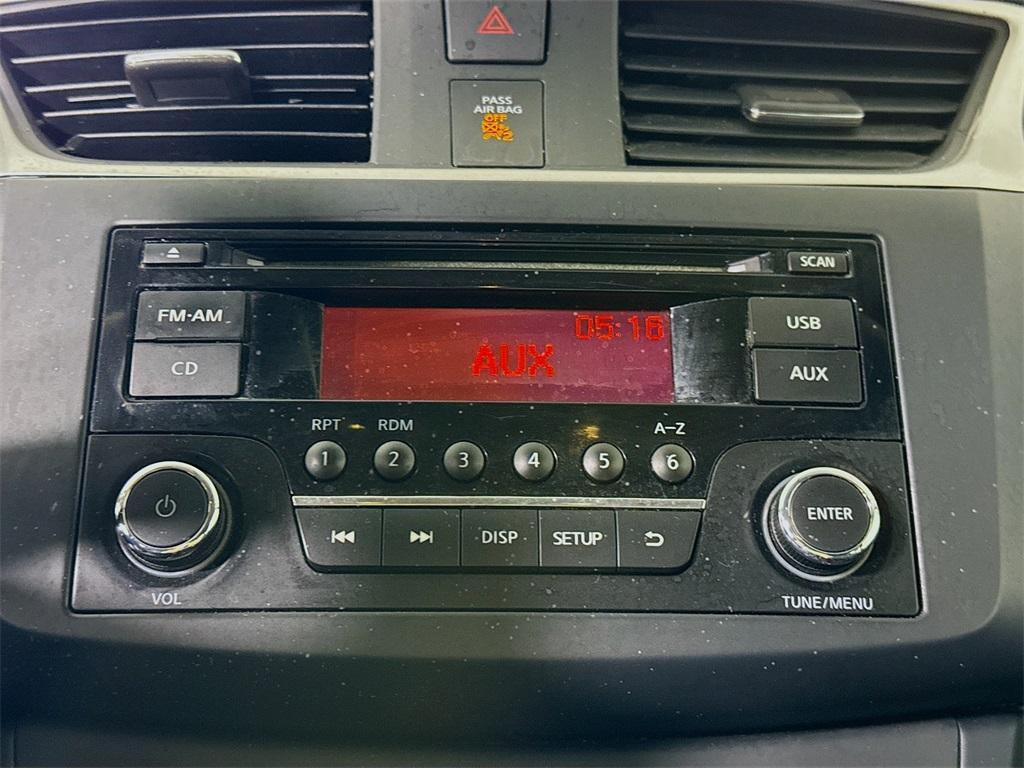 PASS
AIR BAG
OFF
2
SCAN
FM·AM
USB
CD
AUX
05:16
AUX
RPT
RDM
A-Z
1
2
3
4
5
6
DISP
SETUP
ENTER
VOL
TUNE/MENU